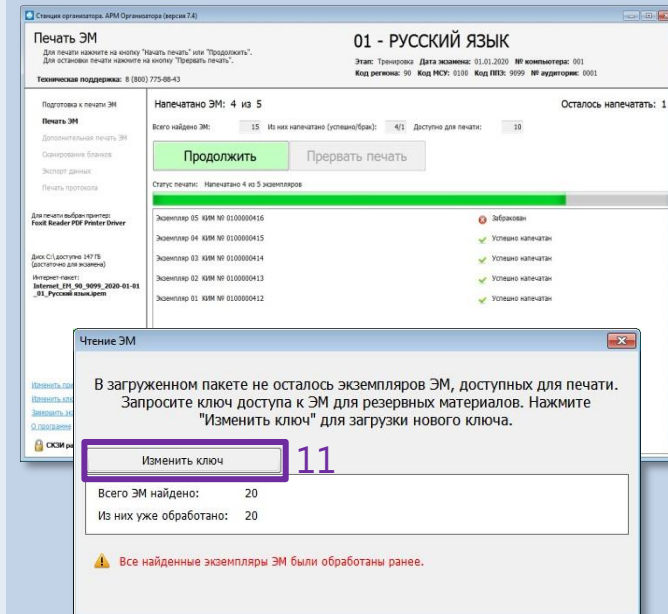 Станция организатора. АРМ Организатора (версия 7.4)
Печать ЭМ
Для печати нажмите на кнопку "Начать печать" или "Продолжить".
Для остановки печати нажмите на кнопку "Прервать печать".
Техническая поддержка: 8 (800) 775-88-43
01 - РУССКИЙ ЯЗЫК
Этап: Тренировка Дата экзамена: 01.01.2020 № компьютера: 001
Код региона: 90 Код МСУ: 0100 Код ППЭ: 9099 № аудитории: 0001
Подготовка к печати ЭМ
Печать ЭМ
Дополнительная печать ЭМ
Сканирование бланков
Экспорт данных
Печать протокола
Для печати выбран принтер:
Foxit Reader PDF Printer Driver
Диск C:\ доступно 147 ГБ
(достаточно для экзамена)
Интернет-пакет:
Internet_EM_90_9099_2020-01-01
_01_Русский язык.ipem
Изменить
Изменить
Завершить
О программе
СКЗИ
Напечатано ЭМ: 4 из 5
Осталось напечатать: 1
Всего найдено ЭМ: 15 Из них напечатано (успешно/брак): 4/1 Доступно для печати: 10
Продолжить
Прервать печать
Статус печати: Напечатано 4 из 5 экземпляров
Экземпляр 05 КИМ № 0100000416 Забракован
Экземпляр 04 КИМ № 0100000415 Успешно напечатан
Экземпляр 03 КИМ № 0100000414 Успешно напечатан
Экземпляр 02 КИМ № 0100000413 Успешно напечатан
Экземпляр 01 КИМ № 0100000412 Успешно напечатан
Чтение ЭМ
В загруженном пакете не осталось экземпляров ЭМ, доступных для печати.
Запросите ключ доступа к ЭМ для резервных материалов. Нажмите
"Изменить ключ" для загрузки нового ключа.
Изменить ключ
11
Всего ЭМ найдено: 20
Из них уже обработано: 20
Все найденные экземпляры ЭМ были обработаны ранее.